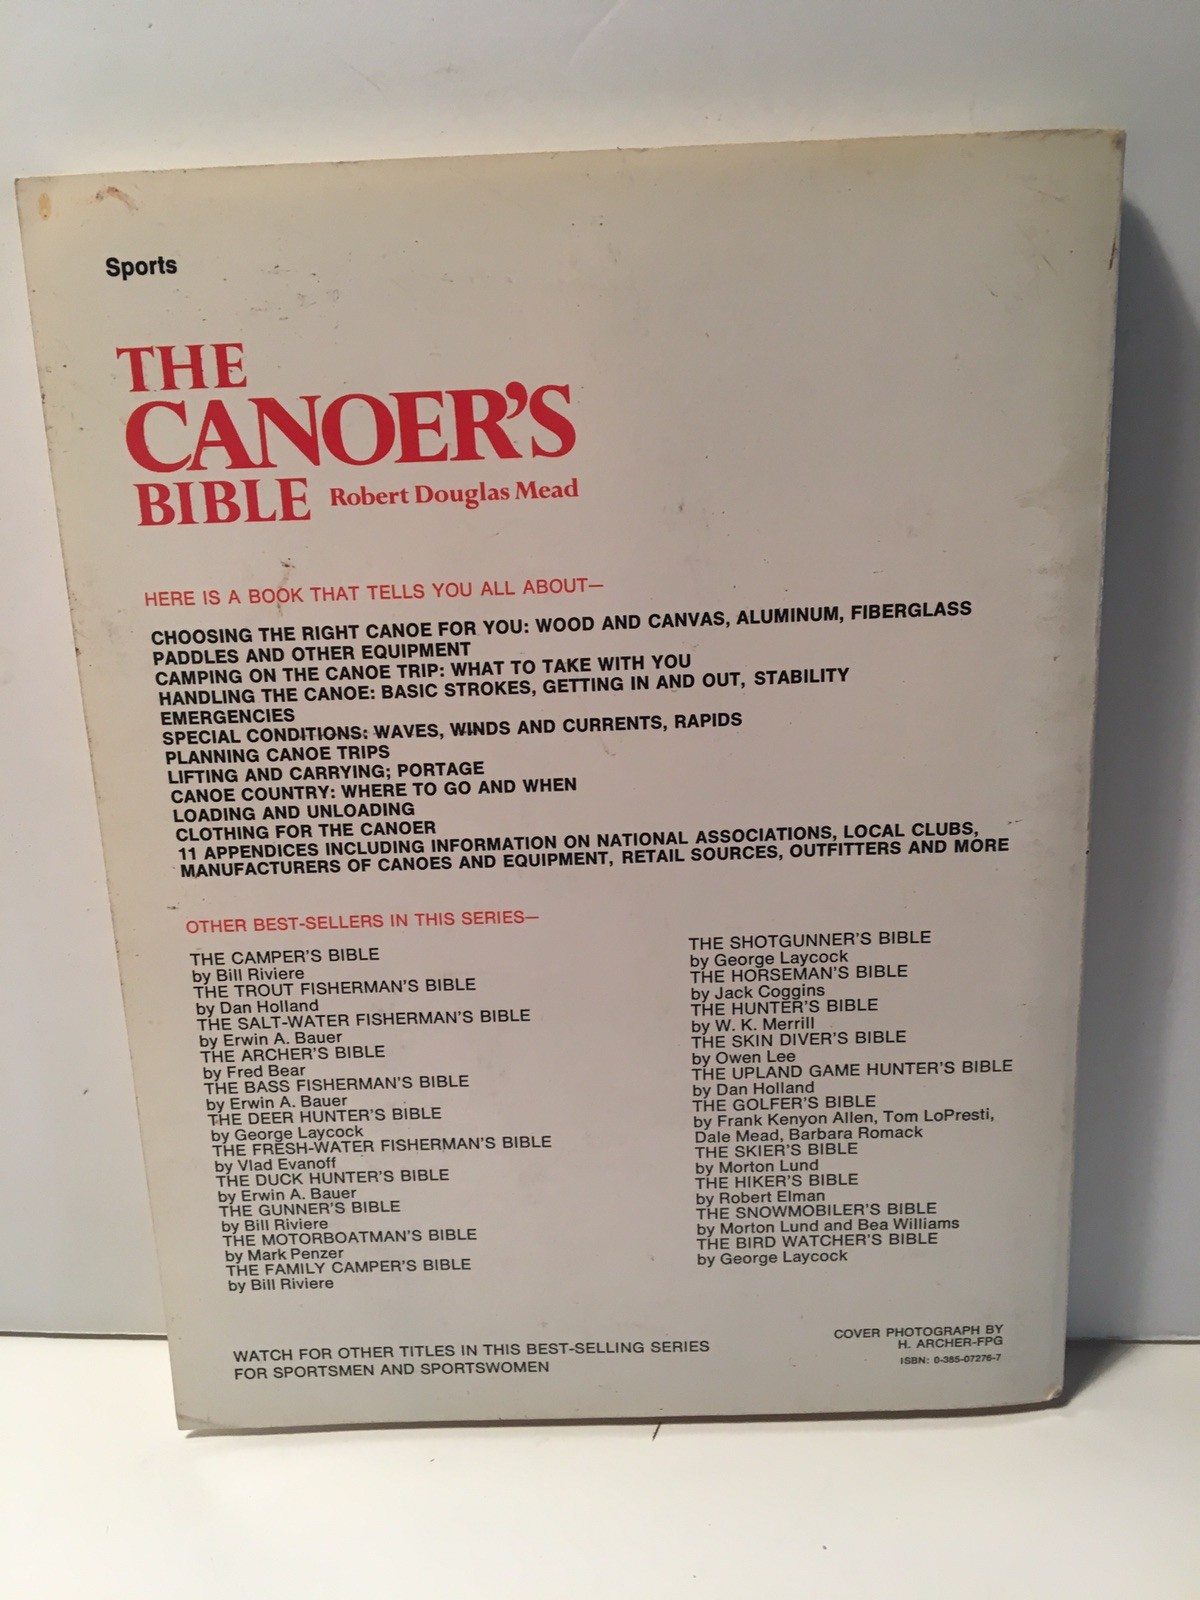 Sports
THE
CANOER'S
BIBLE Robert Douglas Mead
HERE IS A BOOK THAT TELLS YOU ALL ABOUT—
CHOOSING THE RIGHT CANOE FOR YOU: WOOD AND CANVAS, ALUMINUM, FIBERGLASS
PADDLES AND OTHER EQUIPMENT
CAMPING ON THE CANOE TRIP: WHAT TO TAKE WITH YOU
HANDLING THE CANOE: BASIC STROKES, GETTING IN AND OUT, STABILITY
EMERGENCIES
SPECIAL CONDITIONS: WAVES, WINDS AND CURRENTS, RAPIDS
PLANNING CANOE TRIPS
LIFTING AND CARRYING; PORTAGE
CANOE COUNTRY: WHERE TO GO AND WHEN
LOADING AND UNLOADING
CLOTHING FOR THE CANOER
11 APPENDICES INCLUDING INFORMATION ON NATIONAL ASSOCIATIONS, LOCAL CLUBS,
MANUFACTURERS OF CANOES AND EQUIPMENT, RETAIL SOURCES, OUTFITTERS AND MORE
OTHER BEST-SELLERS IN THIS SERIES—
THE CAMPER'S BIBLE
by Bill Riviere
THE TROUT FISHERMAN'S BIBLE
by Dan Holland
THE SALT-WATER FISHERMAN'S BIBLE
by Erwin A. Bauer
THE ARCHER'S BIBLE
by Fred Bear
THE BASS FISHERMAN'S BIBLE
by Erwin A. Bauer
THE DEER HUNTER'S BIBLE
by George Laycock
THE FRESH-WATER FISHERMAN'S BIBLE
by Vlad Evanoff
THE DUCK HUNTER'S BIBLE
by Erwin A. Bauer
THE GUNNER'S BIBLE
by Bill Riviere
THE MOTORBOATMAN'S BIBLE
by Mark Penzer
THE FAMILY CAMPER'S BIBLE
by Bill Riviere
THE SHOTGUNNER'S BIBLE
by George Laycock
THE HORSEMAN'S BIBLE
by Jack Coggins
THE HUNTER'S BIBLE
by W. K. Merrill
THE SKIN DIVER'S BIBLE
by Owen Lee
THE UPLAND GAME HUNTER'S BIBLE
by Dan Holland
THE GOLFER'S BIBLE
by Frank Kenyon Allen, Tom LoPresti,
Dale Mead, Barbara Romack
THE SKIER'S BIBLE
by Morton Lund
THE HIKER'S BIBLE
by Robert Elman
THE SNOWMOBILER'S BIBLE
by Morton Lund and Bea Williams
THE BIRD WATCHER'S BIBLE
by George Laycock
WATCH FOR OTHER TITLES IN THIS BEST-SELLING SERIES
FOR SPORTSMEN AND SPORTSWOMEN
COVER PHOTOGRAPH BY
H. ARCHER-FPG
ISBN: 0-385-07276-7